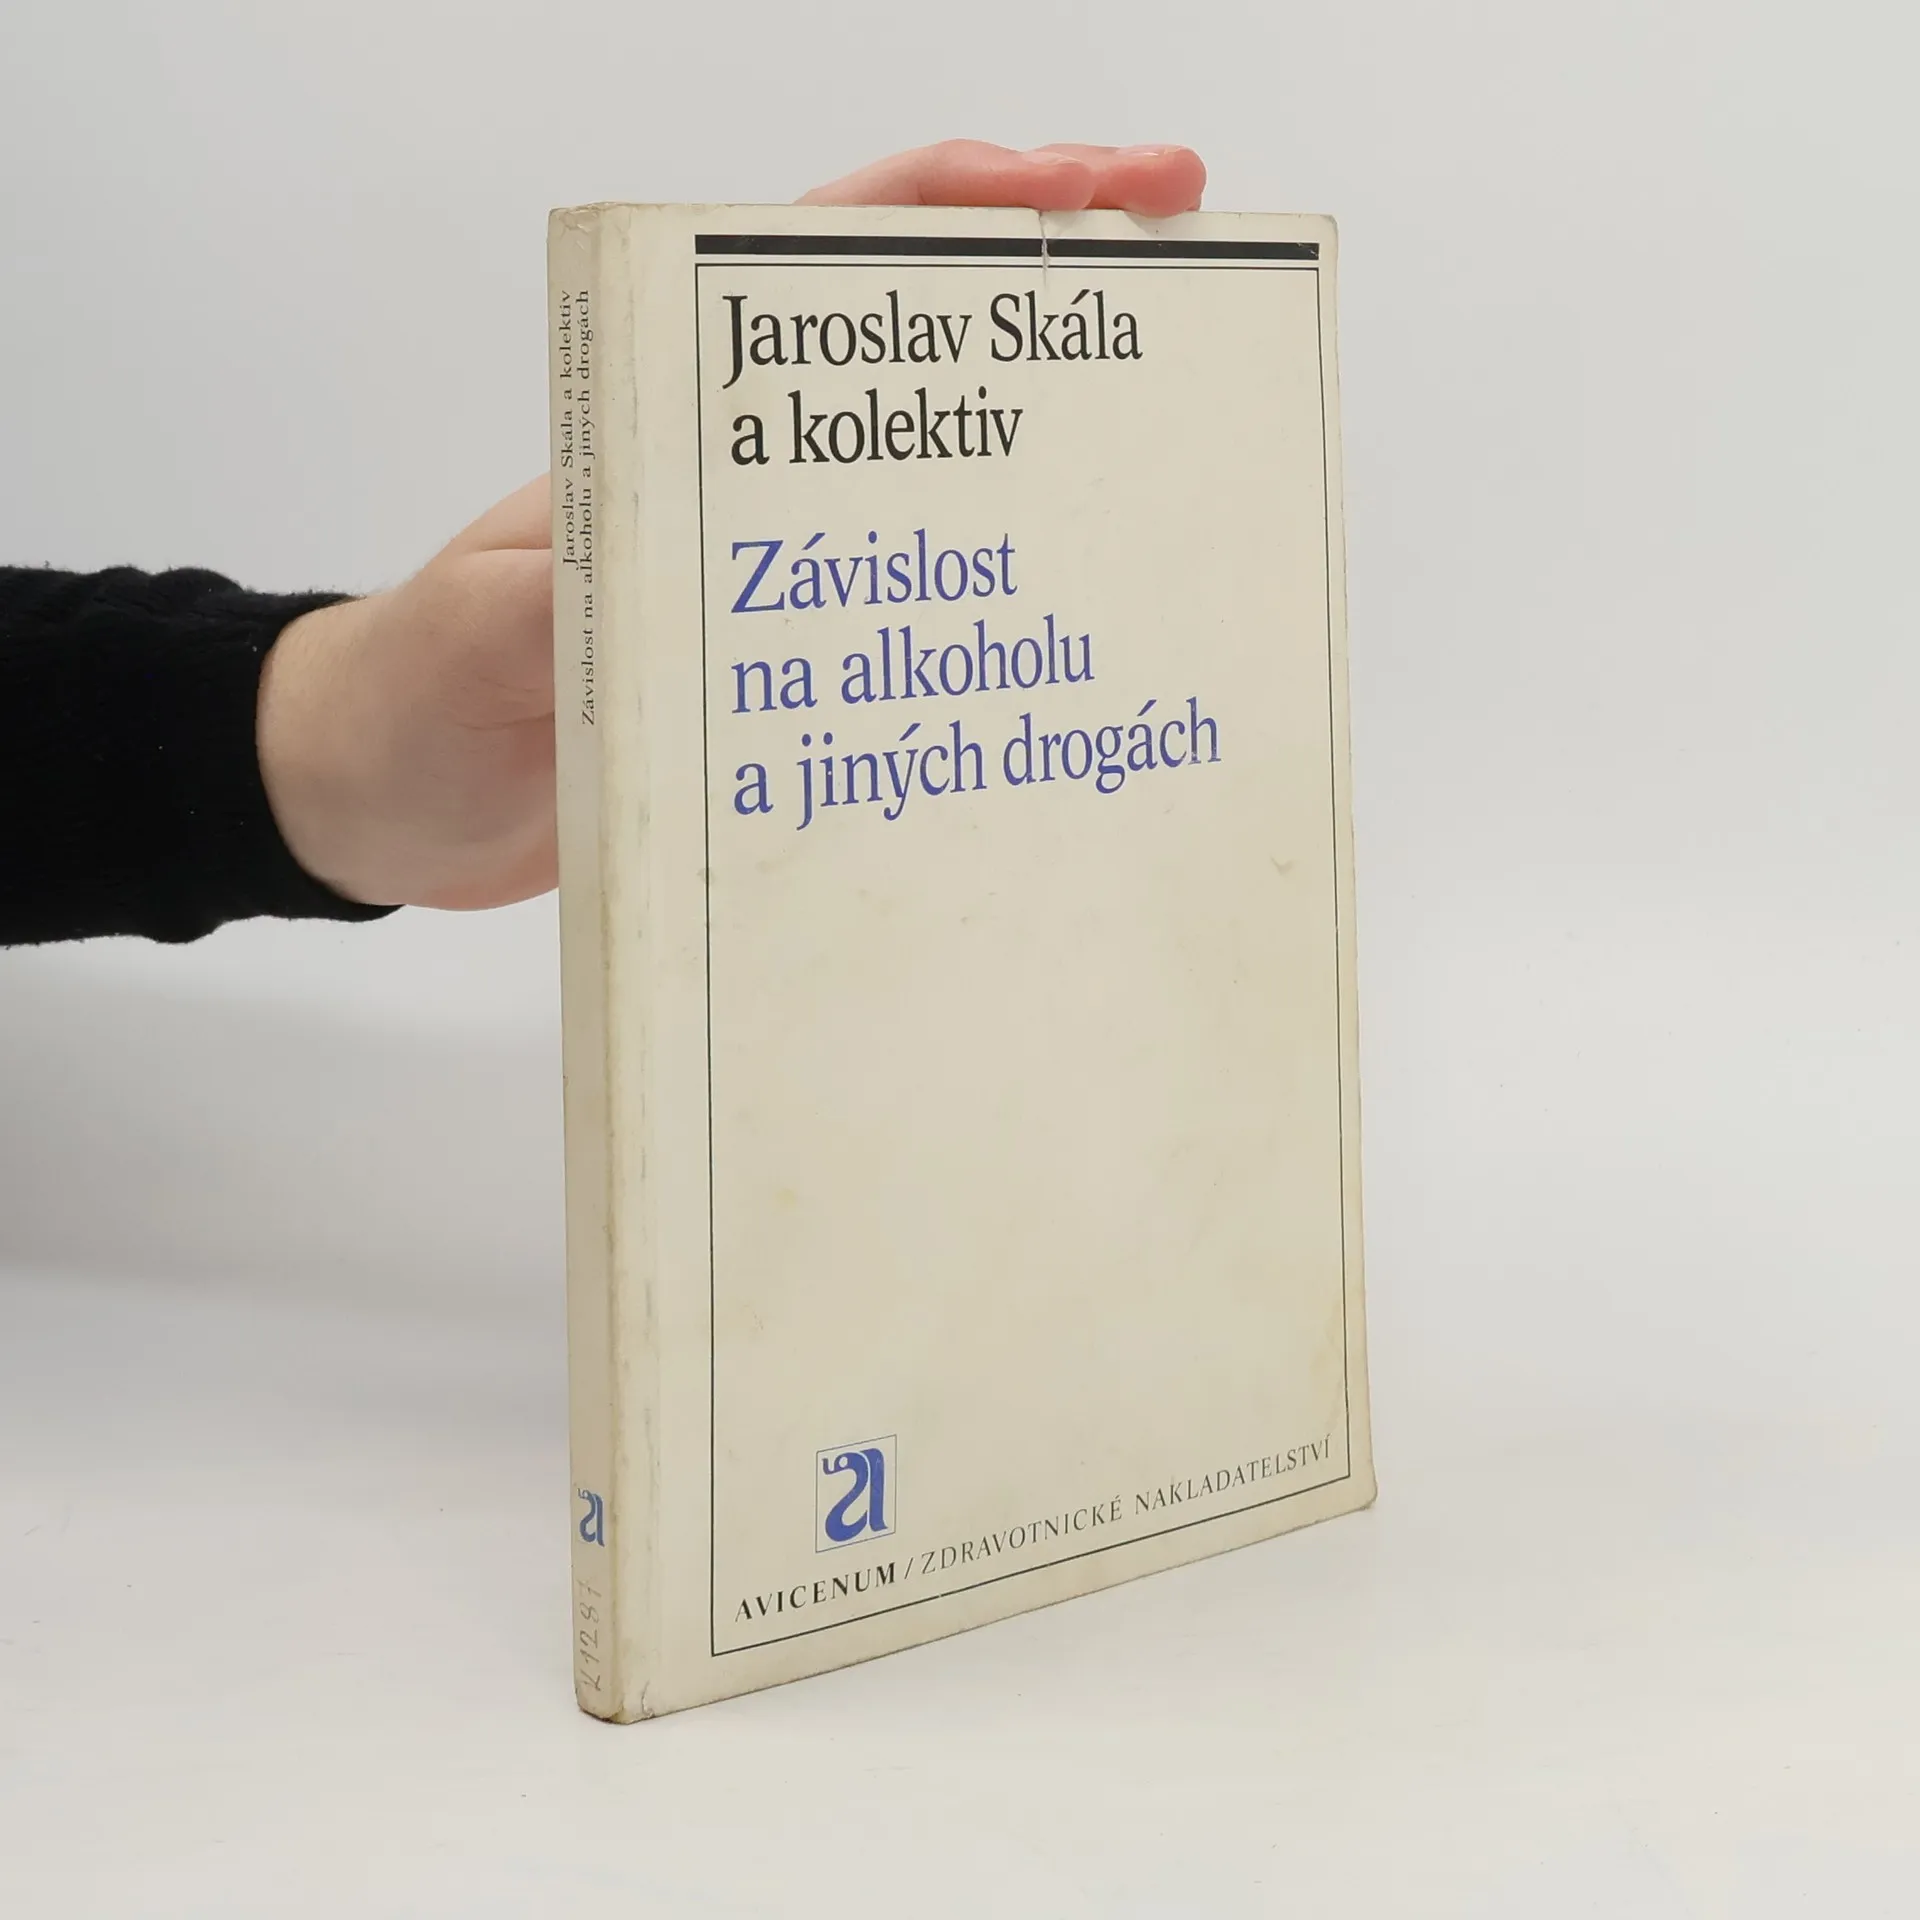 Jaroslav Skála
a kolektiv
Závislost
na alkoholu
a jiných drogách
AVICENUM / ZDRAVOTNICKÉ NAKLADATELSTVÍ
Jaroslav Skála a kolektiv
Závislost na alkoholu a jiných drogách